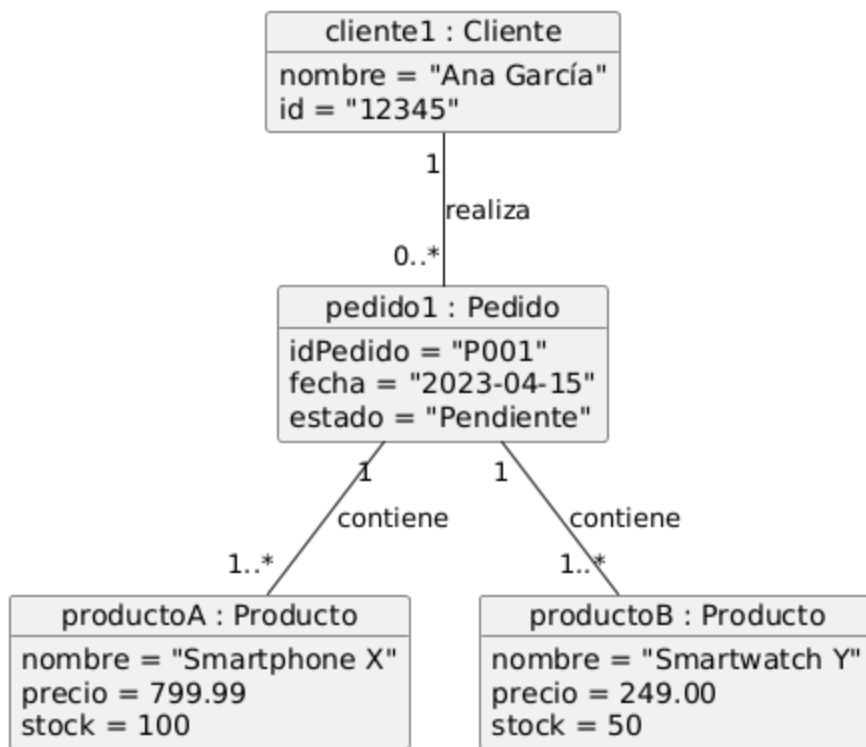 cliente1 : Cliente
nombre = "Ana García"
id = "12345"
1
realiza
0..*
pedido1 : Pedido
idPedido = "P001"
fecha = "2023-04-15"
estado = "Pendiente"
1
1
contiene
contiene
1..*
1..*
productoA : Producto
nombre = "Smartphone X"
precio = 799.99
stock = 100
productoB : Producto
nombre = "Smartwatch Y"
precio = 249.00
stock = 50